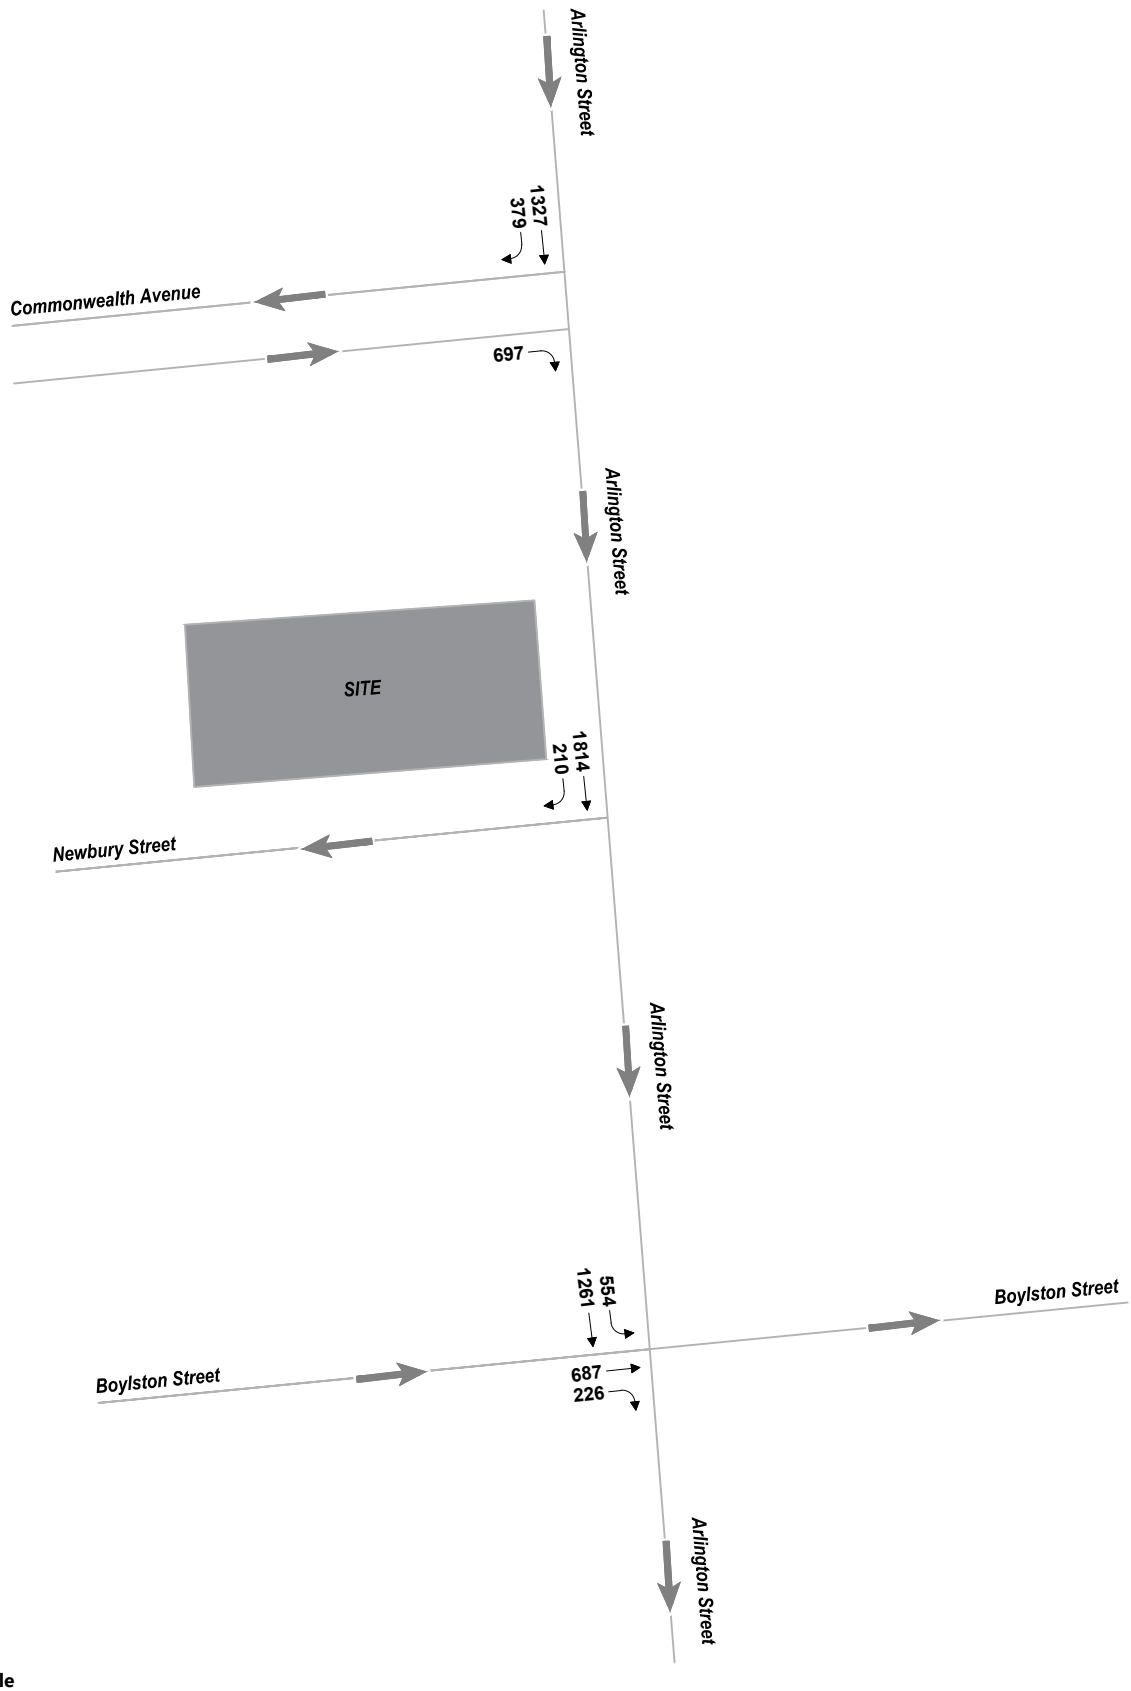 Arlington Street
1327
379
Commonwealth Avenue
697
Arlington Street
SITE
1814
210
Newbury Street
Arlington Street
554
1261
Boylston Street
687
226
Boylston Street
Arlington Street
le